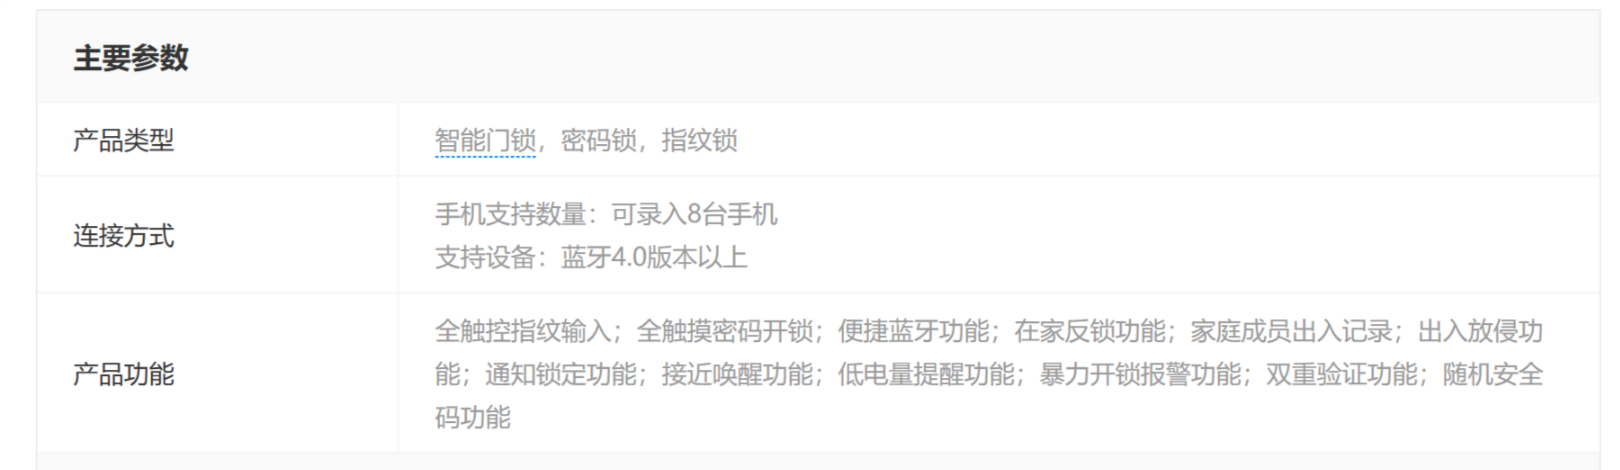 主要参数
产品类型
智能门锁，密码锁，指纹锁
连接方式
手机支持数量：可录入8台手机
支持设备：蓝牙4.0版本以上
产品功能
全触控指纹输入；全触摸密码开锁；便捷蓝牙功能；在家反锁功能；家庭成员出入记录；出入放侵功
能；通知锁定功能；接近唤醒功能；低电量提醒功能；暴力开锁报警功能；双重验证功能；随机安全
码功能